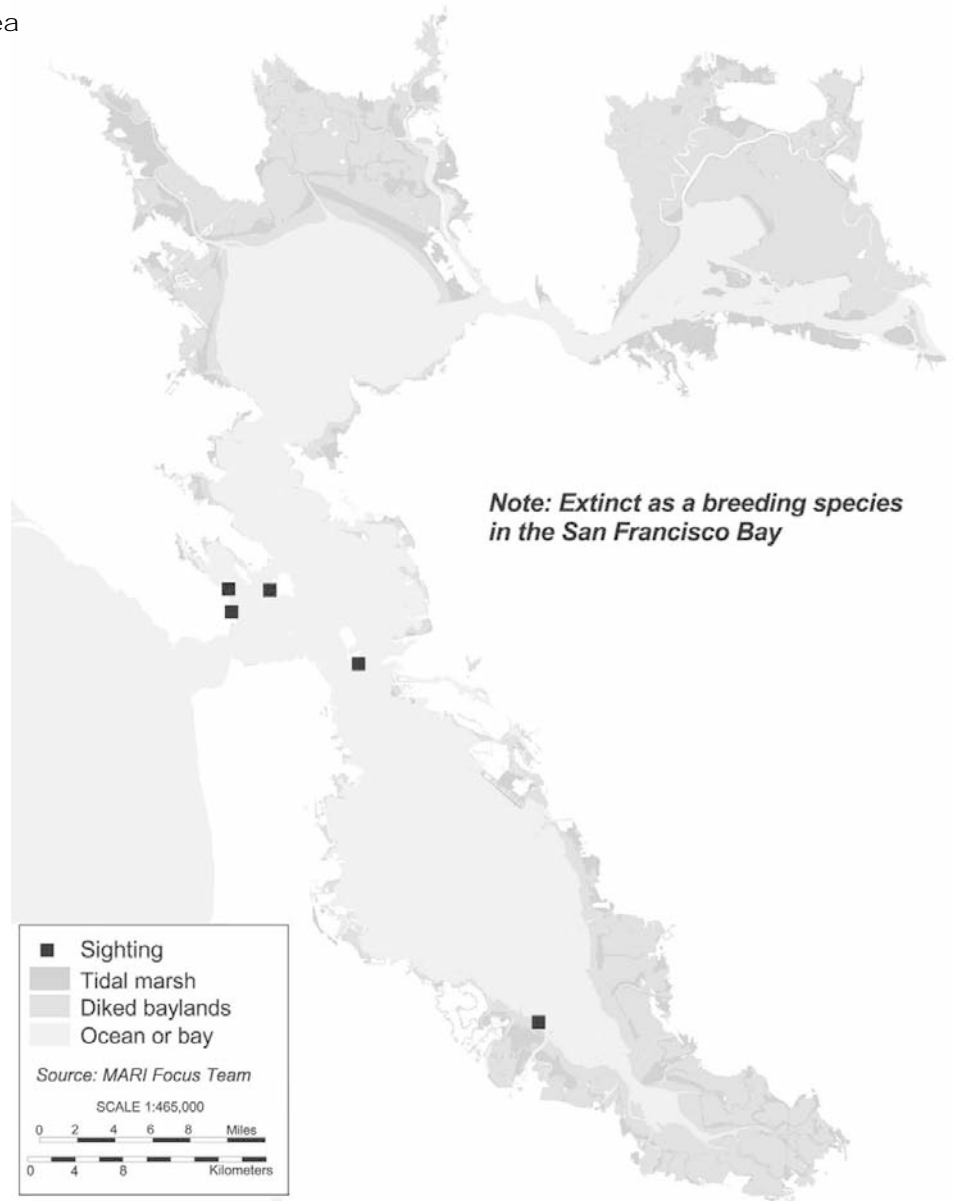 ea
Note: Extinct as a breeding species
in the San Francisco Bay
Sighting
Tidal marsh
Diked baylands
Ocean or bay
Source: MARI Focus Team
SCALE 1:465,000
0 2 4 6 8 Miles
0 4 8 Kilometers